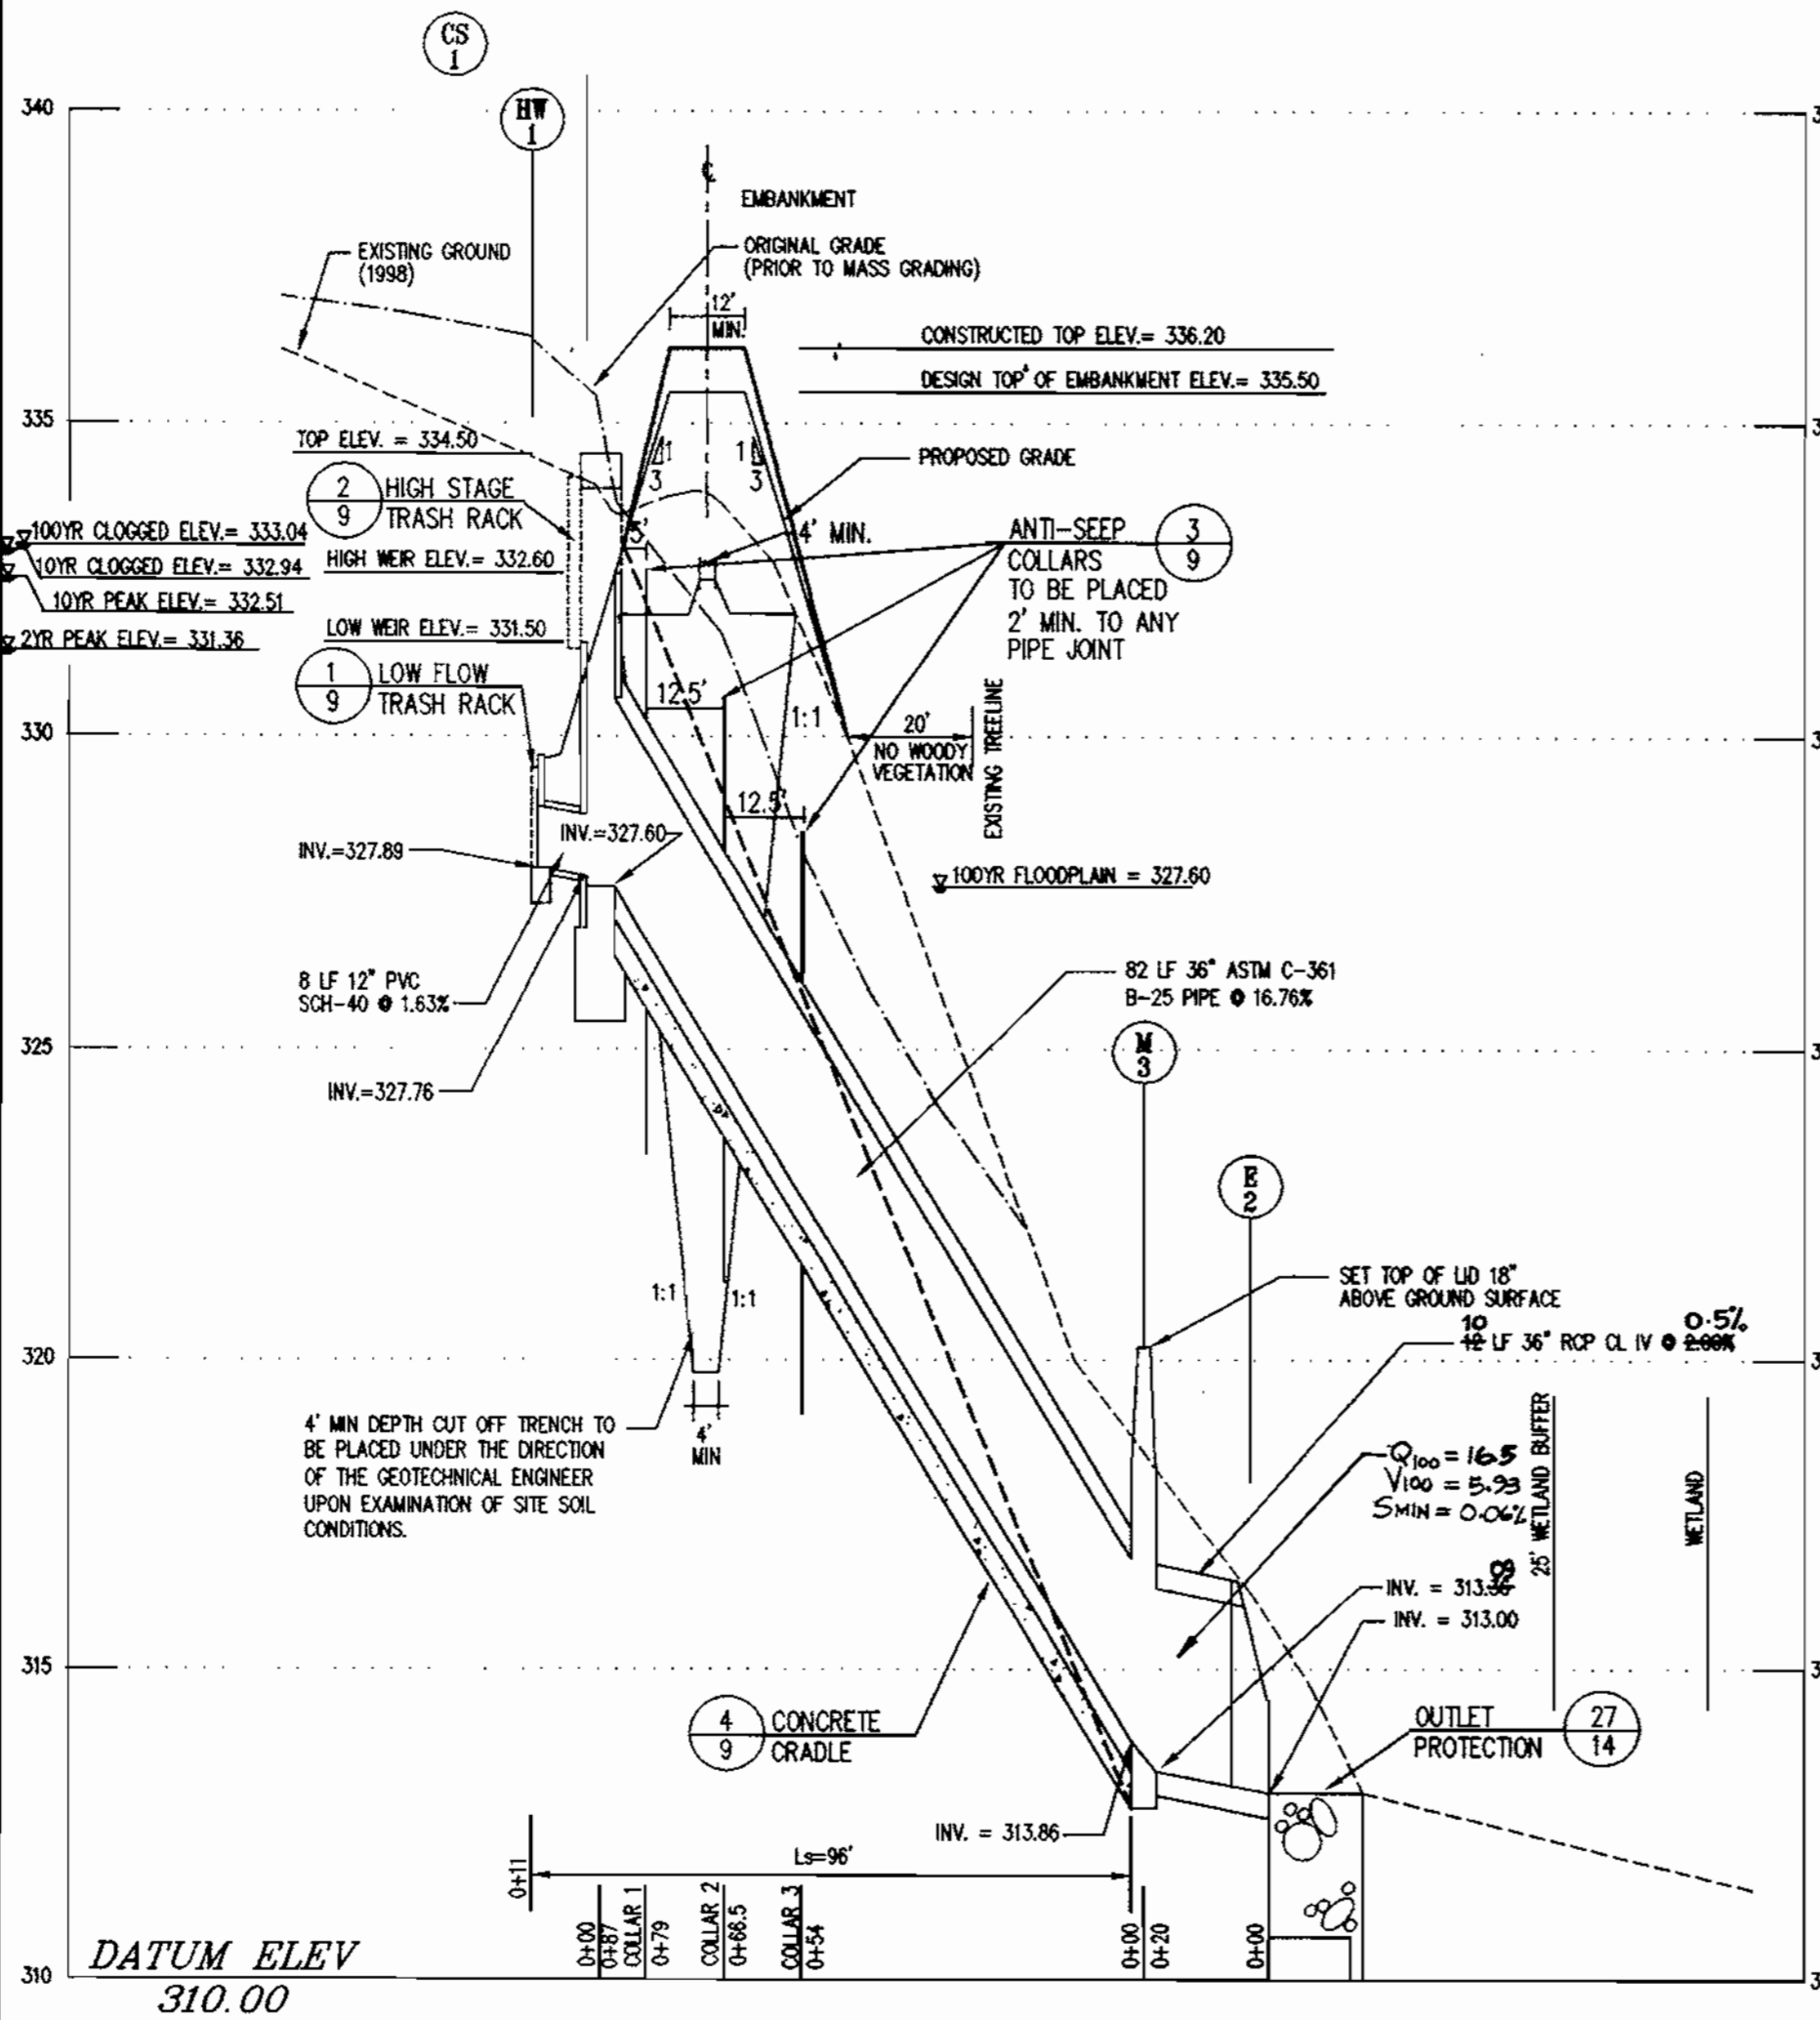 CS
1
HW
1
340
℄
EMBANKMENT
EXISTING GROUND
(1998)
ORIGINAL GRADE
(PRIOR TO MASS GRADING)
12'
MIN.
CONSTRUCTED TOP ELEV.= 336.20
DESIGN TOP OF EMBANKMENT ELEV.= 335.50
335
TOP ELEV. = 334.50
1
3
1
3
PROPOSED GRADE
2
9
HIGH STAGE
TRASH RACK
100YR CLOGGED ELEV.= 333.04
10YR CLOGGED ELEV.= 332.94
10YR PEAK ELEV.= 332.51
2YR PEAK ELEV.= 331.36
HIGH WEIR ELEV.= 332.60
LOW WEIR ELEV.= 331.50
5'
4' MIN.
ANTI-SEEP
COLLARS
TO BE PLACED
2' MIN. TO ANY
PIPE JOINT
3
9
1
9
LOW FLOW
TRASH RACK
12.5'
1:1
330
20'
NO WOODY
VEGETATION
EXISTING TREELINE
12.5'
INV.=327.89
INV.=327.60
100YR FLOODPLAIN = 327.60
8 LF 12" PVC
SCH-40 @ 1.63%
82 LF 36" ASTM C-361
B-25 PIPE @ 16.76%
325
INV.=327.76
M
3
E
2
1:1
1:1
SET TOP OF LID 18"
ABOVE GROUND SURFACE
10 0.5%
12 LF 36" RCP CL IV @ 2.00%
320
4' MIN DEPTH CUT OFF TRENCH TO
BE PLACED UNDER THE DIRECTION
OF THE GEOTECHNICAL ENGINEER
UPON EXAMINATION OF SITE SOIL
CONDITIONS.
4'
MIN
Q100 = 16.5
V100 = 5.93
SMIN = 0.06%
25' WETLAND BUFFER
WETLAND
09
INV. = 313.36
INV. = 313.00
315
4
9
CONCRETE
CRADLE
OUTLET
PROTECTION
27
14
INV. = 313.86
Ls=96'
0+11
0+00
0+87
COLLAR 1
0+79
COLLAR 2
0+66.5
COLLAR 3
0+54
0+00
0+20
0+00
310
DATUM ELEV
310.00